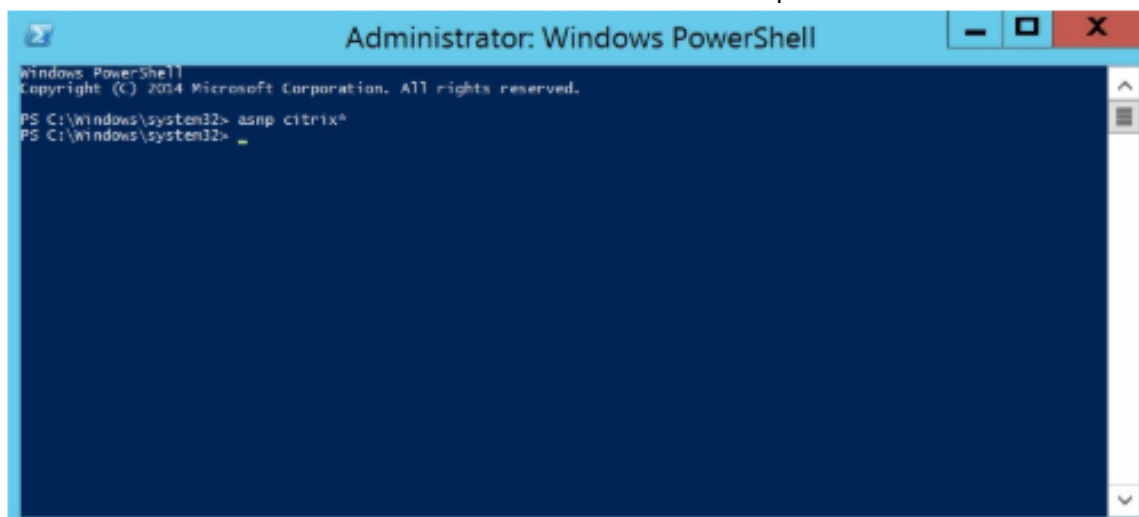 Administrator: Windows PowerShell
Windows PowerShell
Copyright (C) 2014 Microsoft Corporation. All rights reserved.
PS C:\Windows\system32> asnp citrix*
PS C:\Windows\system32> _